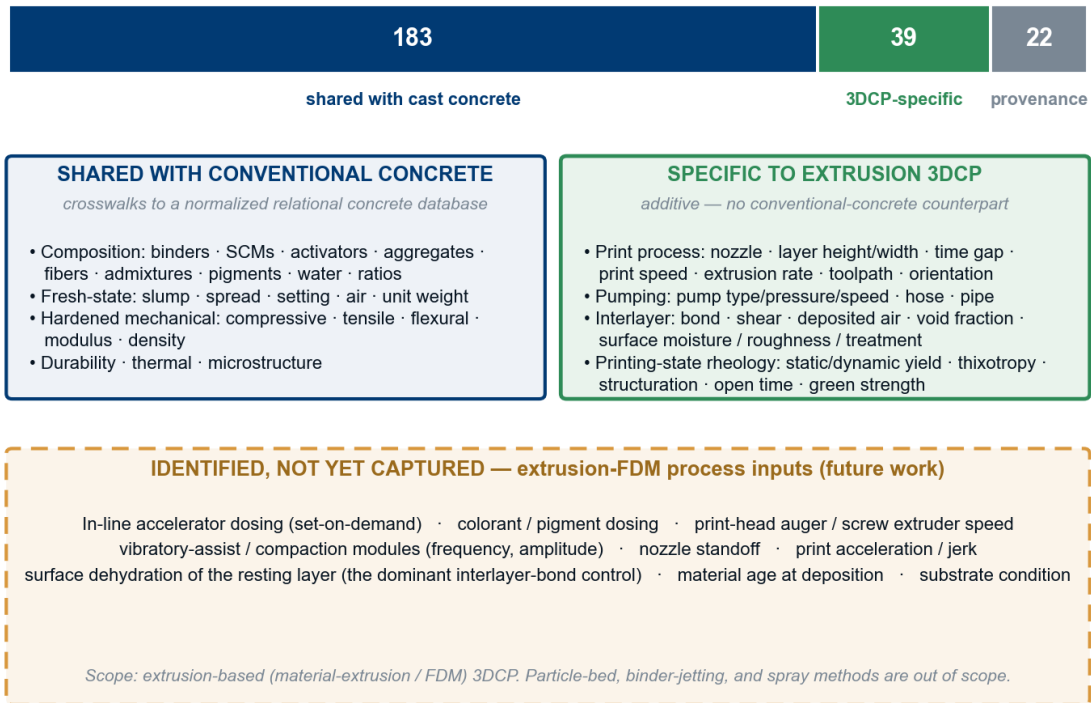 183
39
22
shared with cast concrete
3DCP-specific
provenance
SHARED WITH CONVENTIONAL CONCRETE
crosswalks to a normalized relational concrete database
• Composition: binders · SCMs · activators · aggregates ·
fibers · admixtures · pigments · water · ratios
• Fresh-state: slump · spread · setting · air · unit weight
• Hardened mechanical: compressive · tensile · flexural ·
modulus · density
• Durability · thermal · microstructure
SPECIFIC TO EXTRUSION 3DCP
additive — no conventional-concrete counterpart
• Print process: nozzle · layer height/width · time gap ·
print speed · extrusion rate · toolpath · orientation
• Pumping: pump type/pressure/speed · hose · pipe
• Interlayer: bond · shear · deposited air · void fraction ·
surface moisture / roughness / treatment
• Printing-state rheology: static/dynamic yield · thixotropy ·
structuration · open time · green strength
IDENTIFIED, NOT YET CAPTURED — extrusion-FDM process inputs (future work)
In-line accelerator dosing (set-on-demand) · colorant / pigment dosing · print-head auger / screw extruder speed
vibratory-assist / compaction modules (frequency, amplitude) · nozzle standoff · print acceleration / jerk
surface dehydration of the resting layer (the dominant interlayer-bond control) · material age at deposition · substrate condition
Scope: extrusion-based (material-extrusion / FDM) 3DCP. Particle-bed, binder-jetting, and spray methods are out of scope.